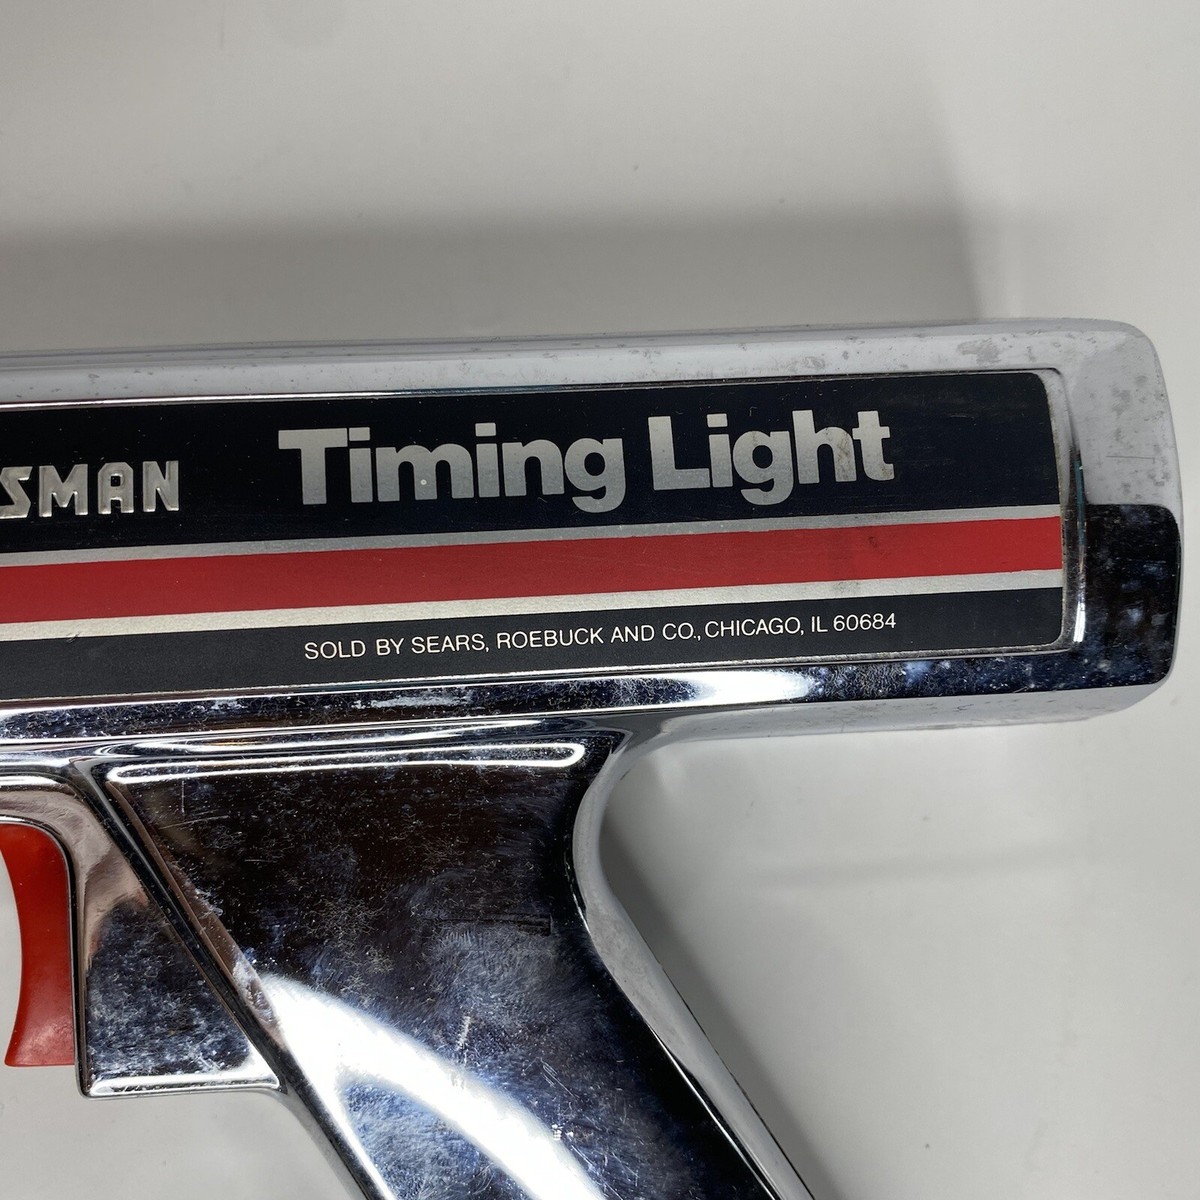 SMAN Timing Light
SOLD BY SEARS, ROEBUCK AND CO., CHICAGO, IL 60684